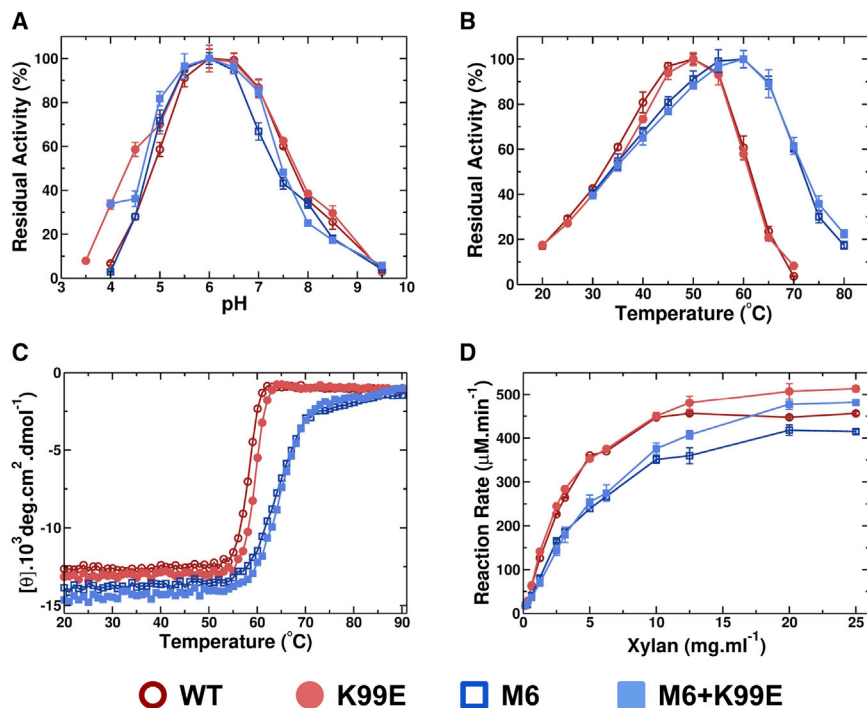 A
Residual Activity (%)
100
80
60
40
20
0
3 4 5 6 7 8 9 10
pH
B
Residual Activity (%)
100
80
60
40
20
0
20 30 40 50 60 70 80
Temperature (°C)
C
[θ].10³deg.cm².dmol⁻¹
0
-5
-10
-15
20 30 40 50 60 70 80 90
Temperature (°C)
D
Reaction Rate (μM.min⁻¹)
500
400
300
200
100
0
0 5 10 15 20 25
Xylan (mg.ml⁻¹)
WT K99E M6 M6+K99E